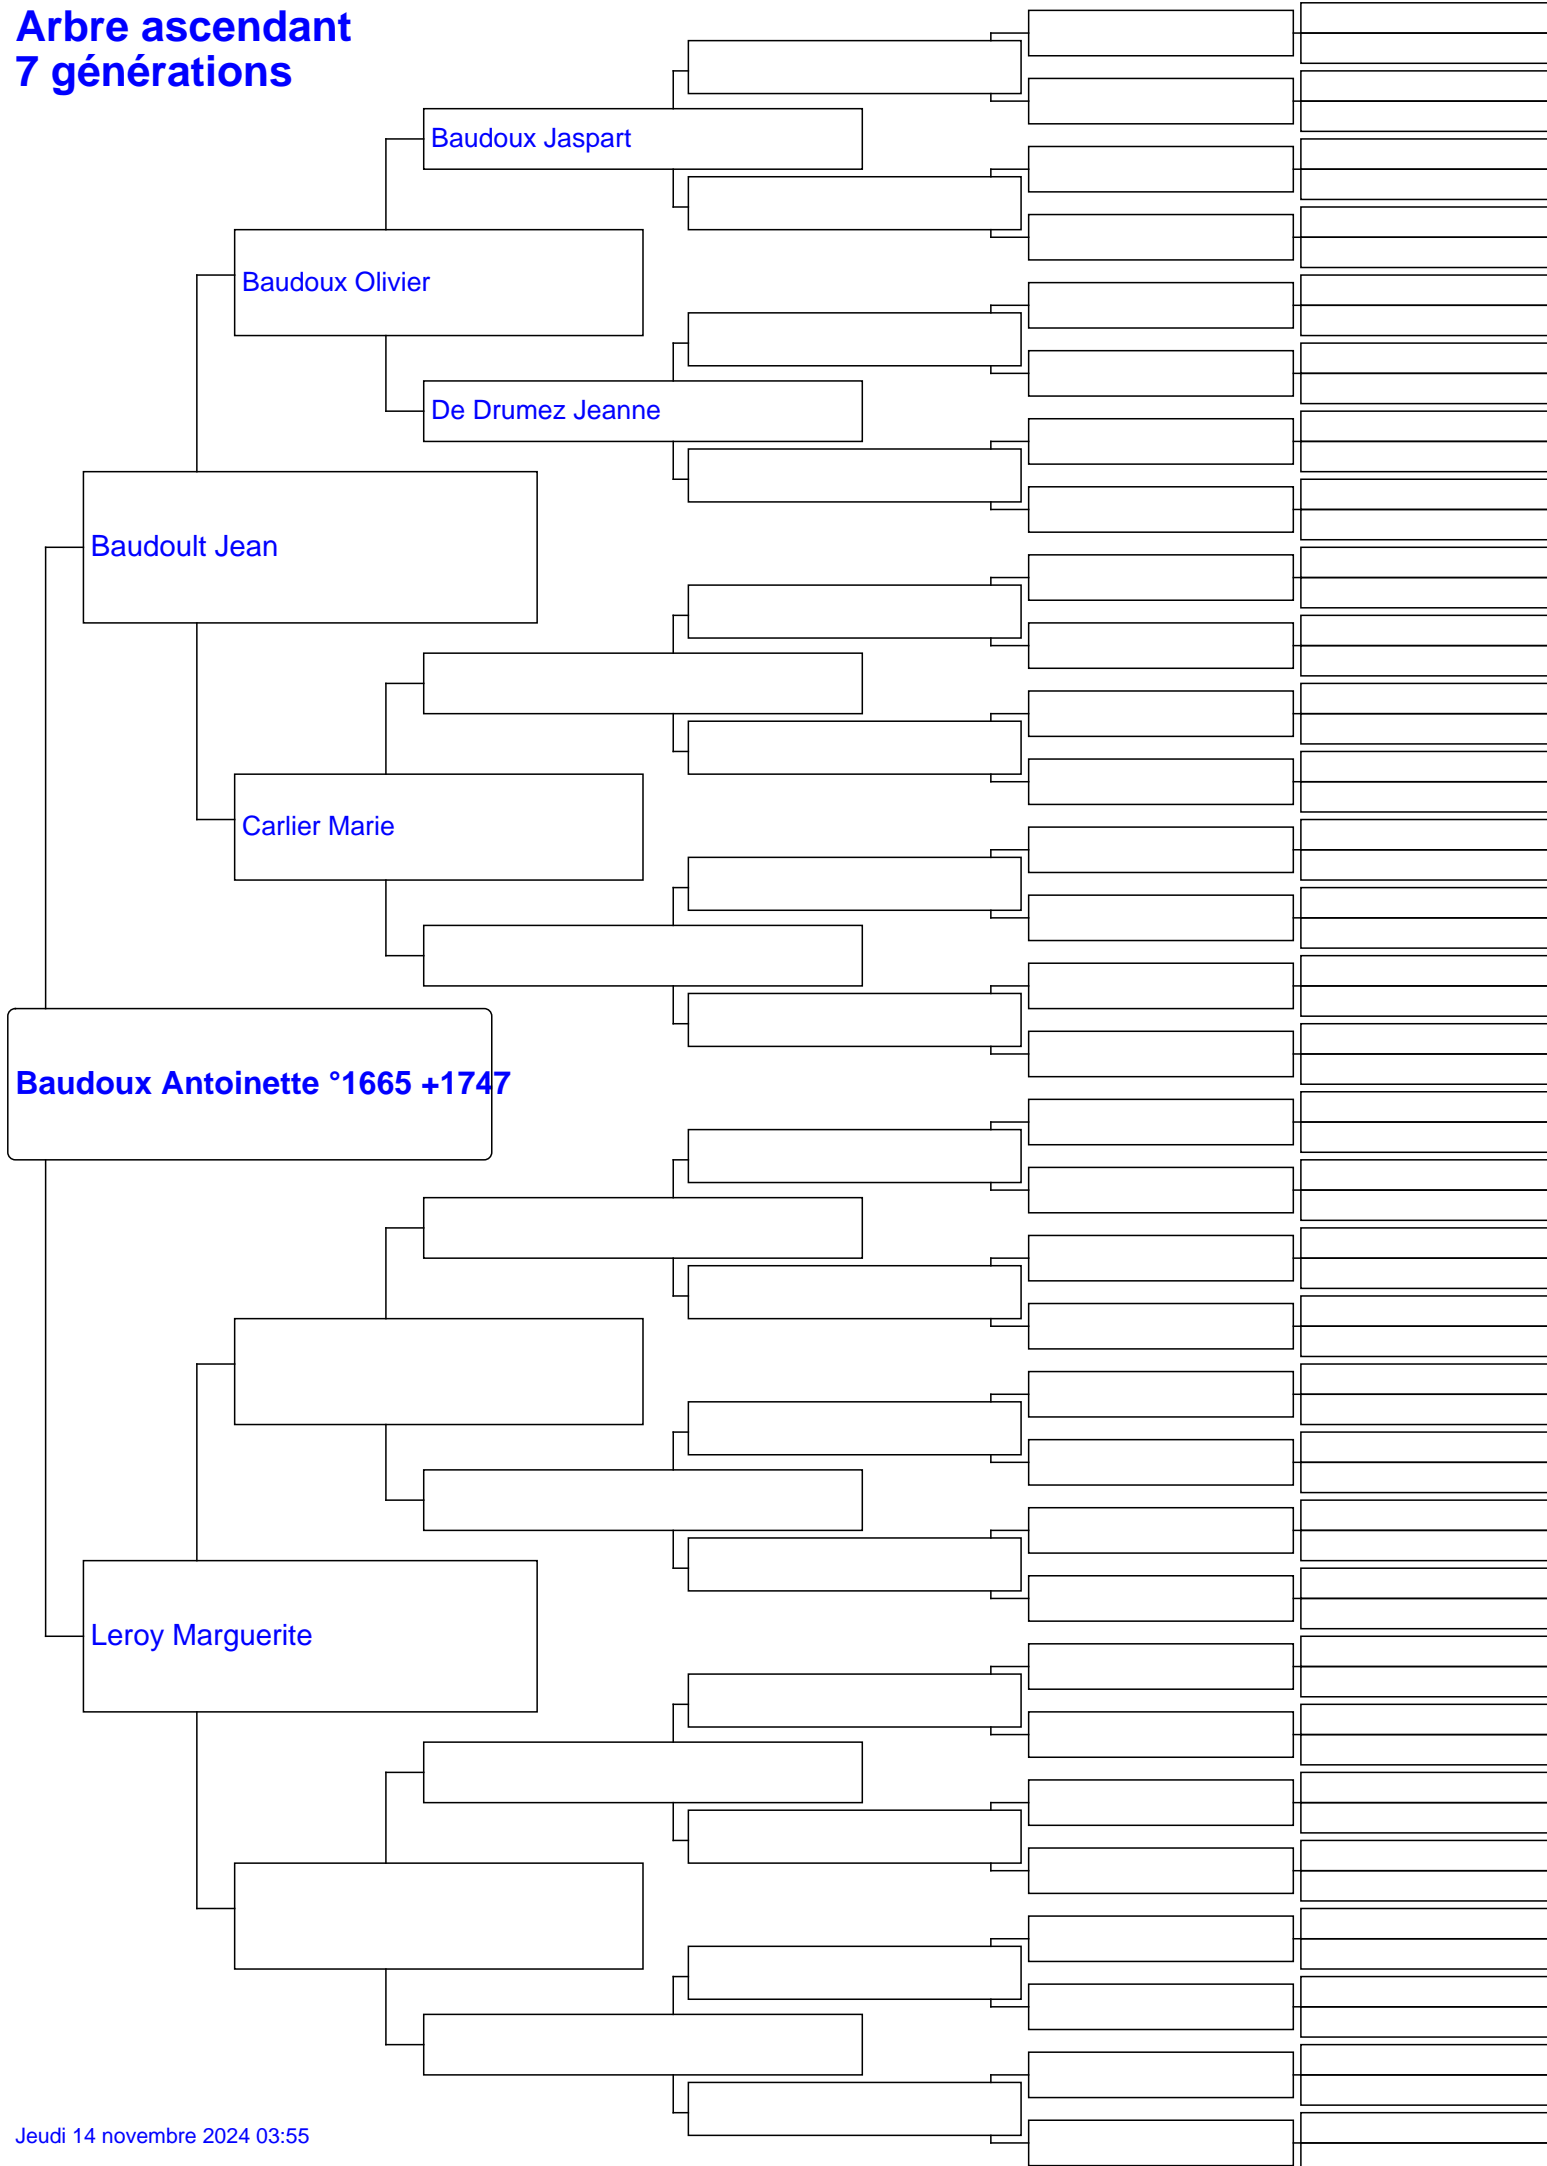 Arbre ascendant
7 générations
Baudoux Jaspart
Baudoux Olivier
De Drumez Jeanne
Baudoult Jean
Carlier Marie
Baudoux Antoinette °1665 +1747
Leroy Marguerite
Jeudi 14 novembre 2024 03:55